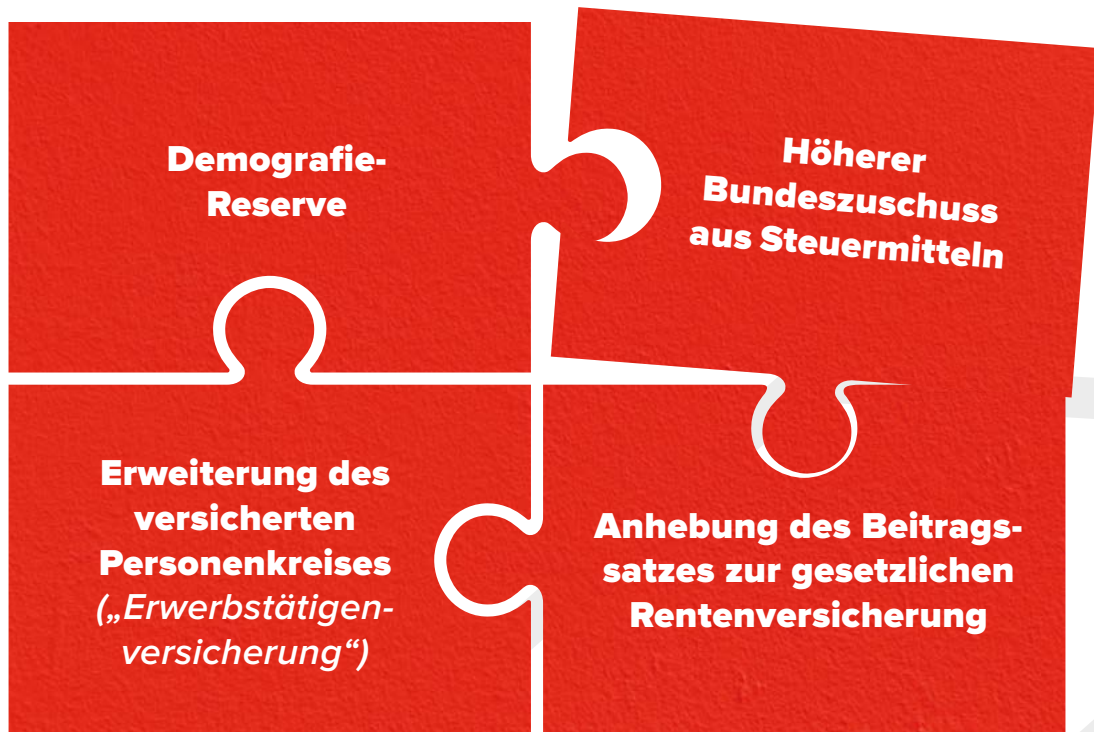 Demografie-
Reserve
Höherer
Bundeszuschuss
aus Steuermitteln
Erweiterung des
versicherten
Personenkreises
(„Erwerbstätigen-
versicherung“)
Anhebung des Beitrags-
satzes zur gesetzlichen
Rentenversicherung